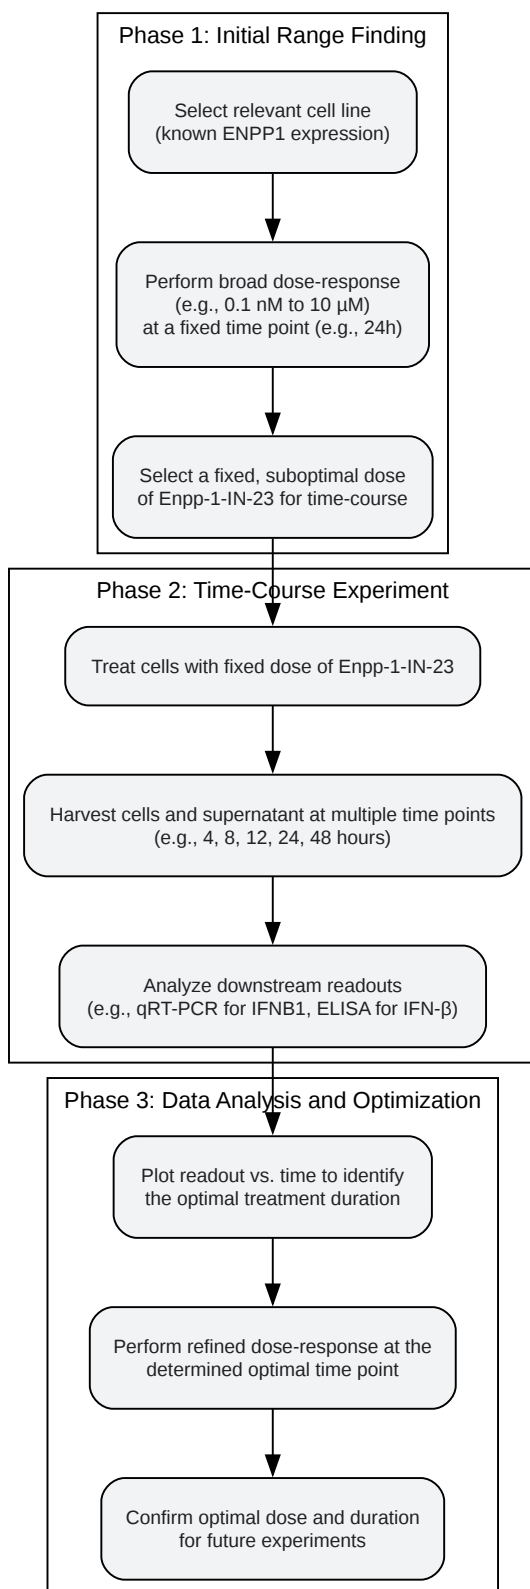 Phase 1: Initial Range Finding
Select relevant cell line
(known ENPP1 expression)
Perform broad dose-response
(e.g., 0.1 nM to 10 µM)
at a fixed time point (e.g., 24h)
Select a fixed, suboptimal dose
of Enpp-1-IN-23 for time-course
Phase 2: Time-Course Experiment
Treat cells with fixed dose of Enpp-1-IN-23
Harvest cells and supernatant at multiple time points
(e.g., 4, 8, 12, 24, 48 hours)
Analyze downstream readouts
(e.g., qRT-PCR for IFNB1, ELISA for IFN-β)
Phase 3: Data Analysis and Optimization
Plot readout vs. time to identify
the optimal treatment duration
Perform refined dose-response at the
determined optimal time point
Confirm optimal dose and duration
for future experiments